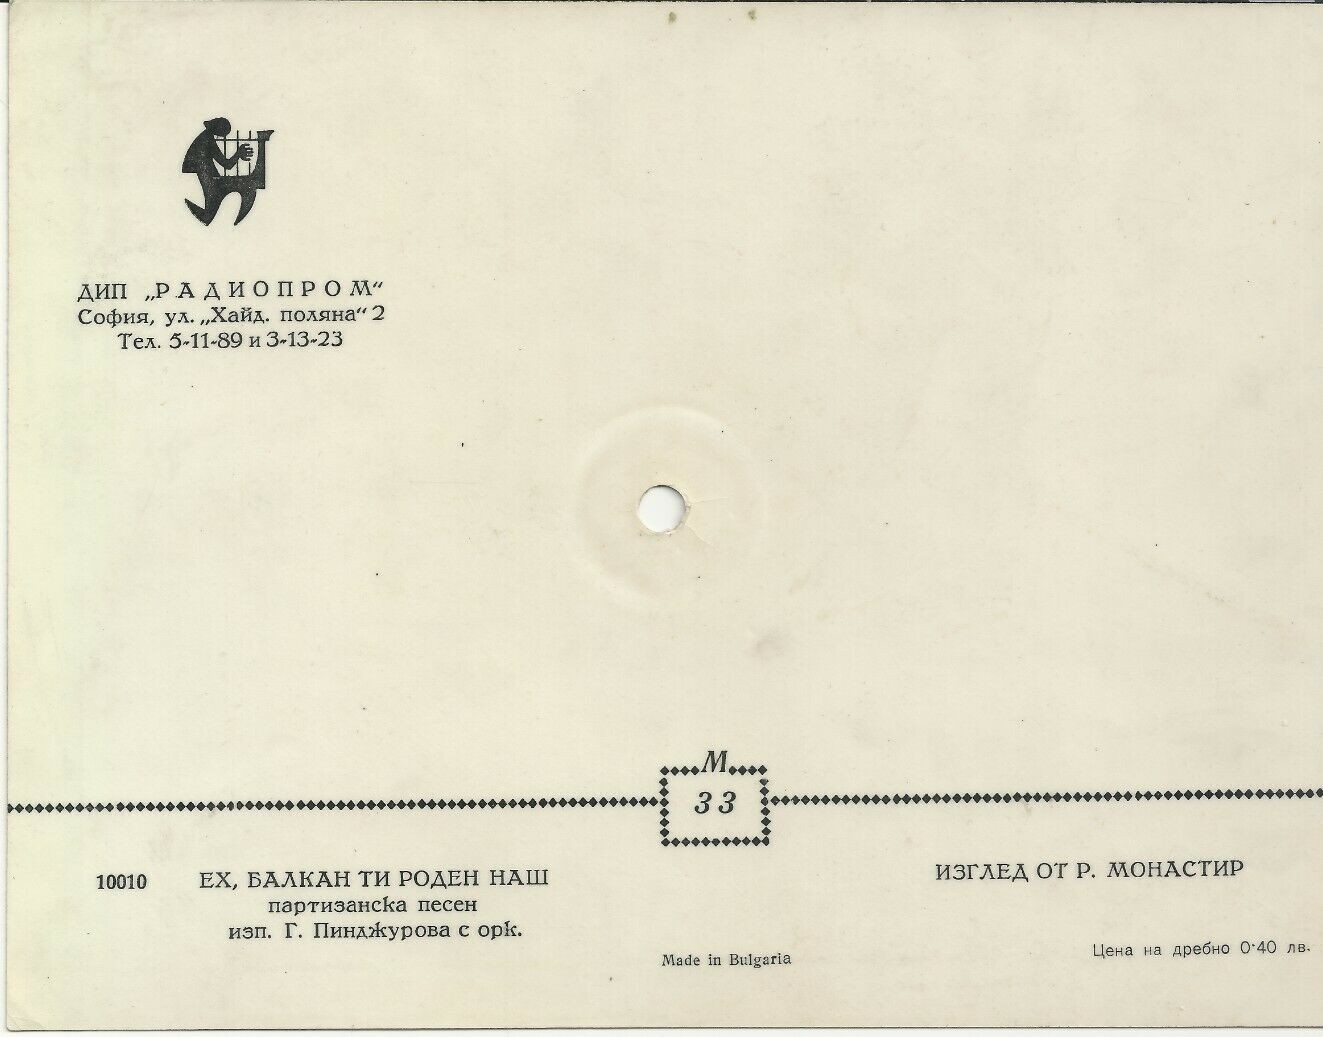 ДИП „РАДИОПРОМ“
София, ул. „Хайд. поляна“ 2
Тел. 5-11-89 и 3-13-23
М
33
10010
ЕХ, БАЛКАН ТИ РОДЕН НАШ
партизанска песен
изп. Г. Пинджурова с орк.
ИЗГЛЕД ОТ Р. МОНАСТИР
Made in Bulgaria
Цена на дребно 0·40 лв.